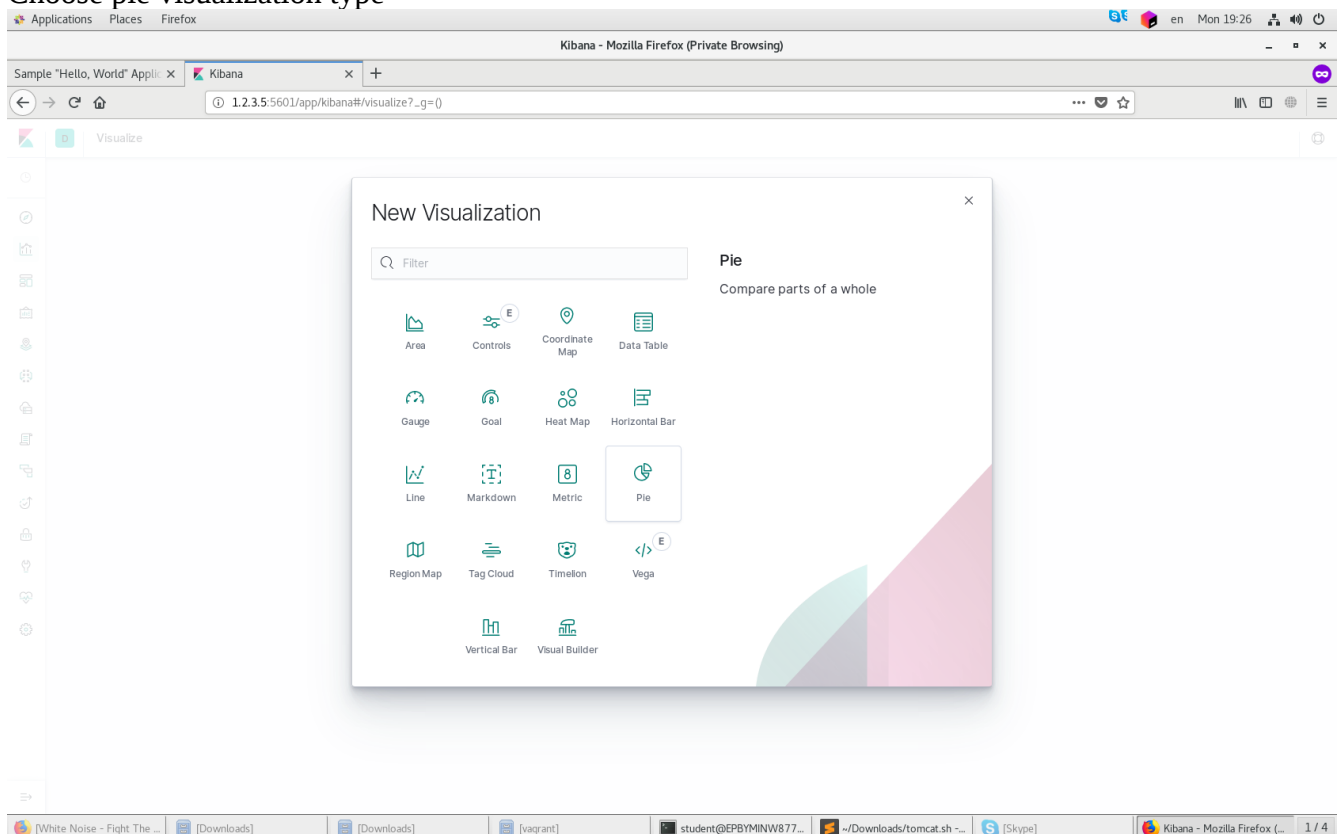 Choose pie visualization type
Applications Places Firefox
en Mon 19:26
Kibana - Mozilla Firefox (Private Browsing)
Sample "Hello, World" Applic
Kibana
1.2.3.5:5601/app/kibana#/visualize?_g=()
D Visualize
New Visualization
Filter
Pie
Compare parts of a whole
E
Area Controls Coordinate Map Data Table
8
Gauge Goal Heat Map Horizontal Bar
T 8
Line Markdown Metric Pie
E
Region Map Tag Cloud Timelion Vega
Vertical Bar Visual Builder
[White Noise - Fight The ... [Downloads] [Downloads] [vagrant] student@EPBYMINW877... ~/Downloads/tomcat.sh -... [Skype] Kibana - Mozilla Firefox (... 1 / 4